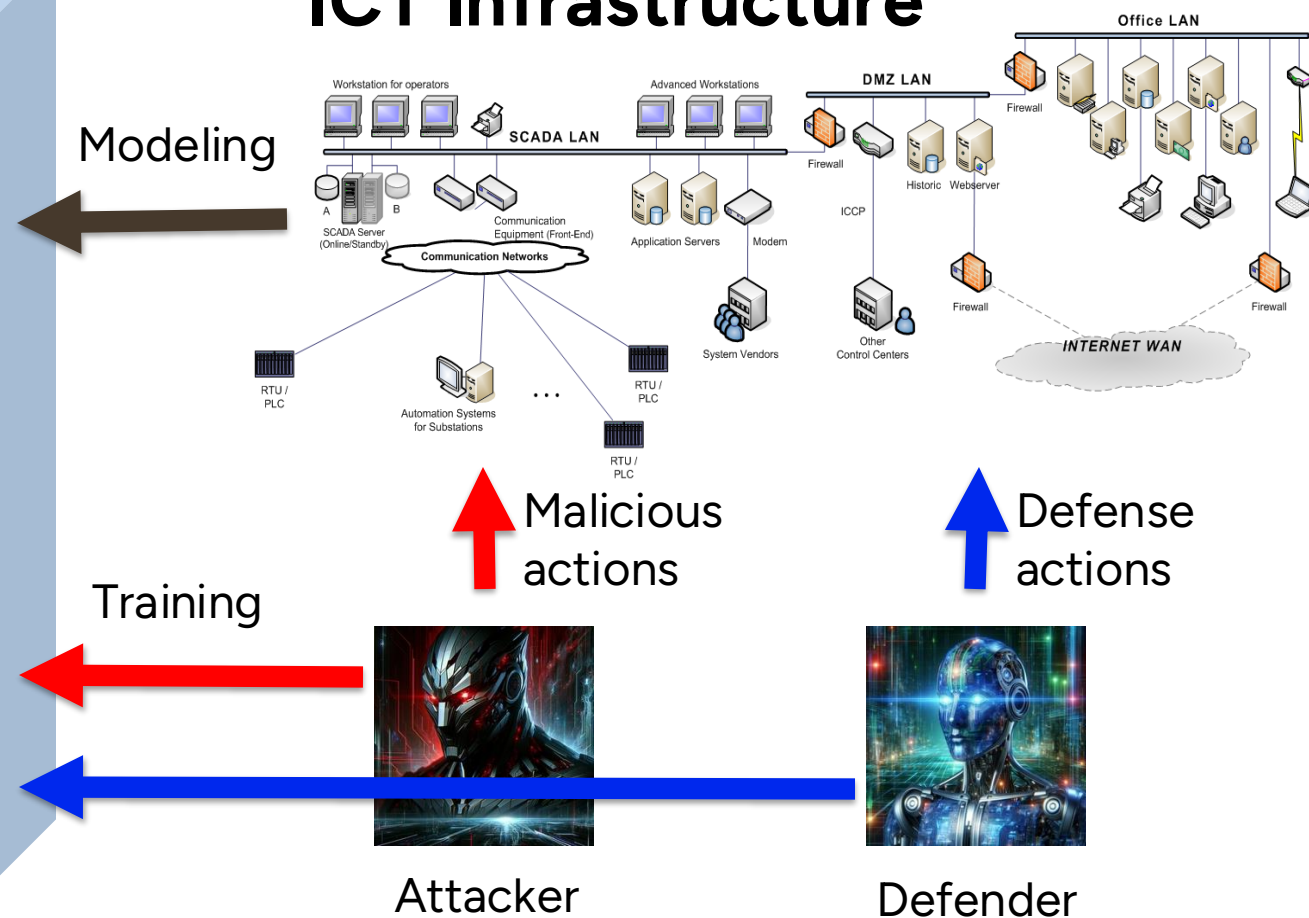 ICT Infrastructure
Office LAN
Workstation for operators
Advanced Workstations
DMZ LAN
Firewall
SCADA LAN
Modeling
Firewall
Historic
Webserver
A
B
SCADA Server
(Online/Standby)
Communication
Equipment (Front-End)
Application Servers
Modem
ICCP
Communication Networks
Firewall
Firewall
System Vendors
Other
Control Centers
INTERNET WAN
RTU /
PLC
Automation Systems
for Substations
. . .
RTU /
PLC
RTU /
PLC
Malicious
actions
Defense
actions
Training
Attacker
Defender